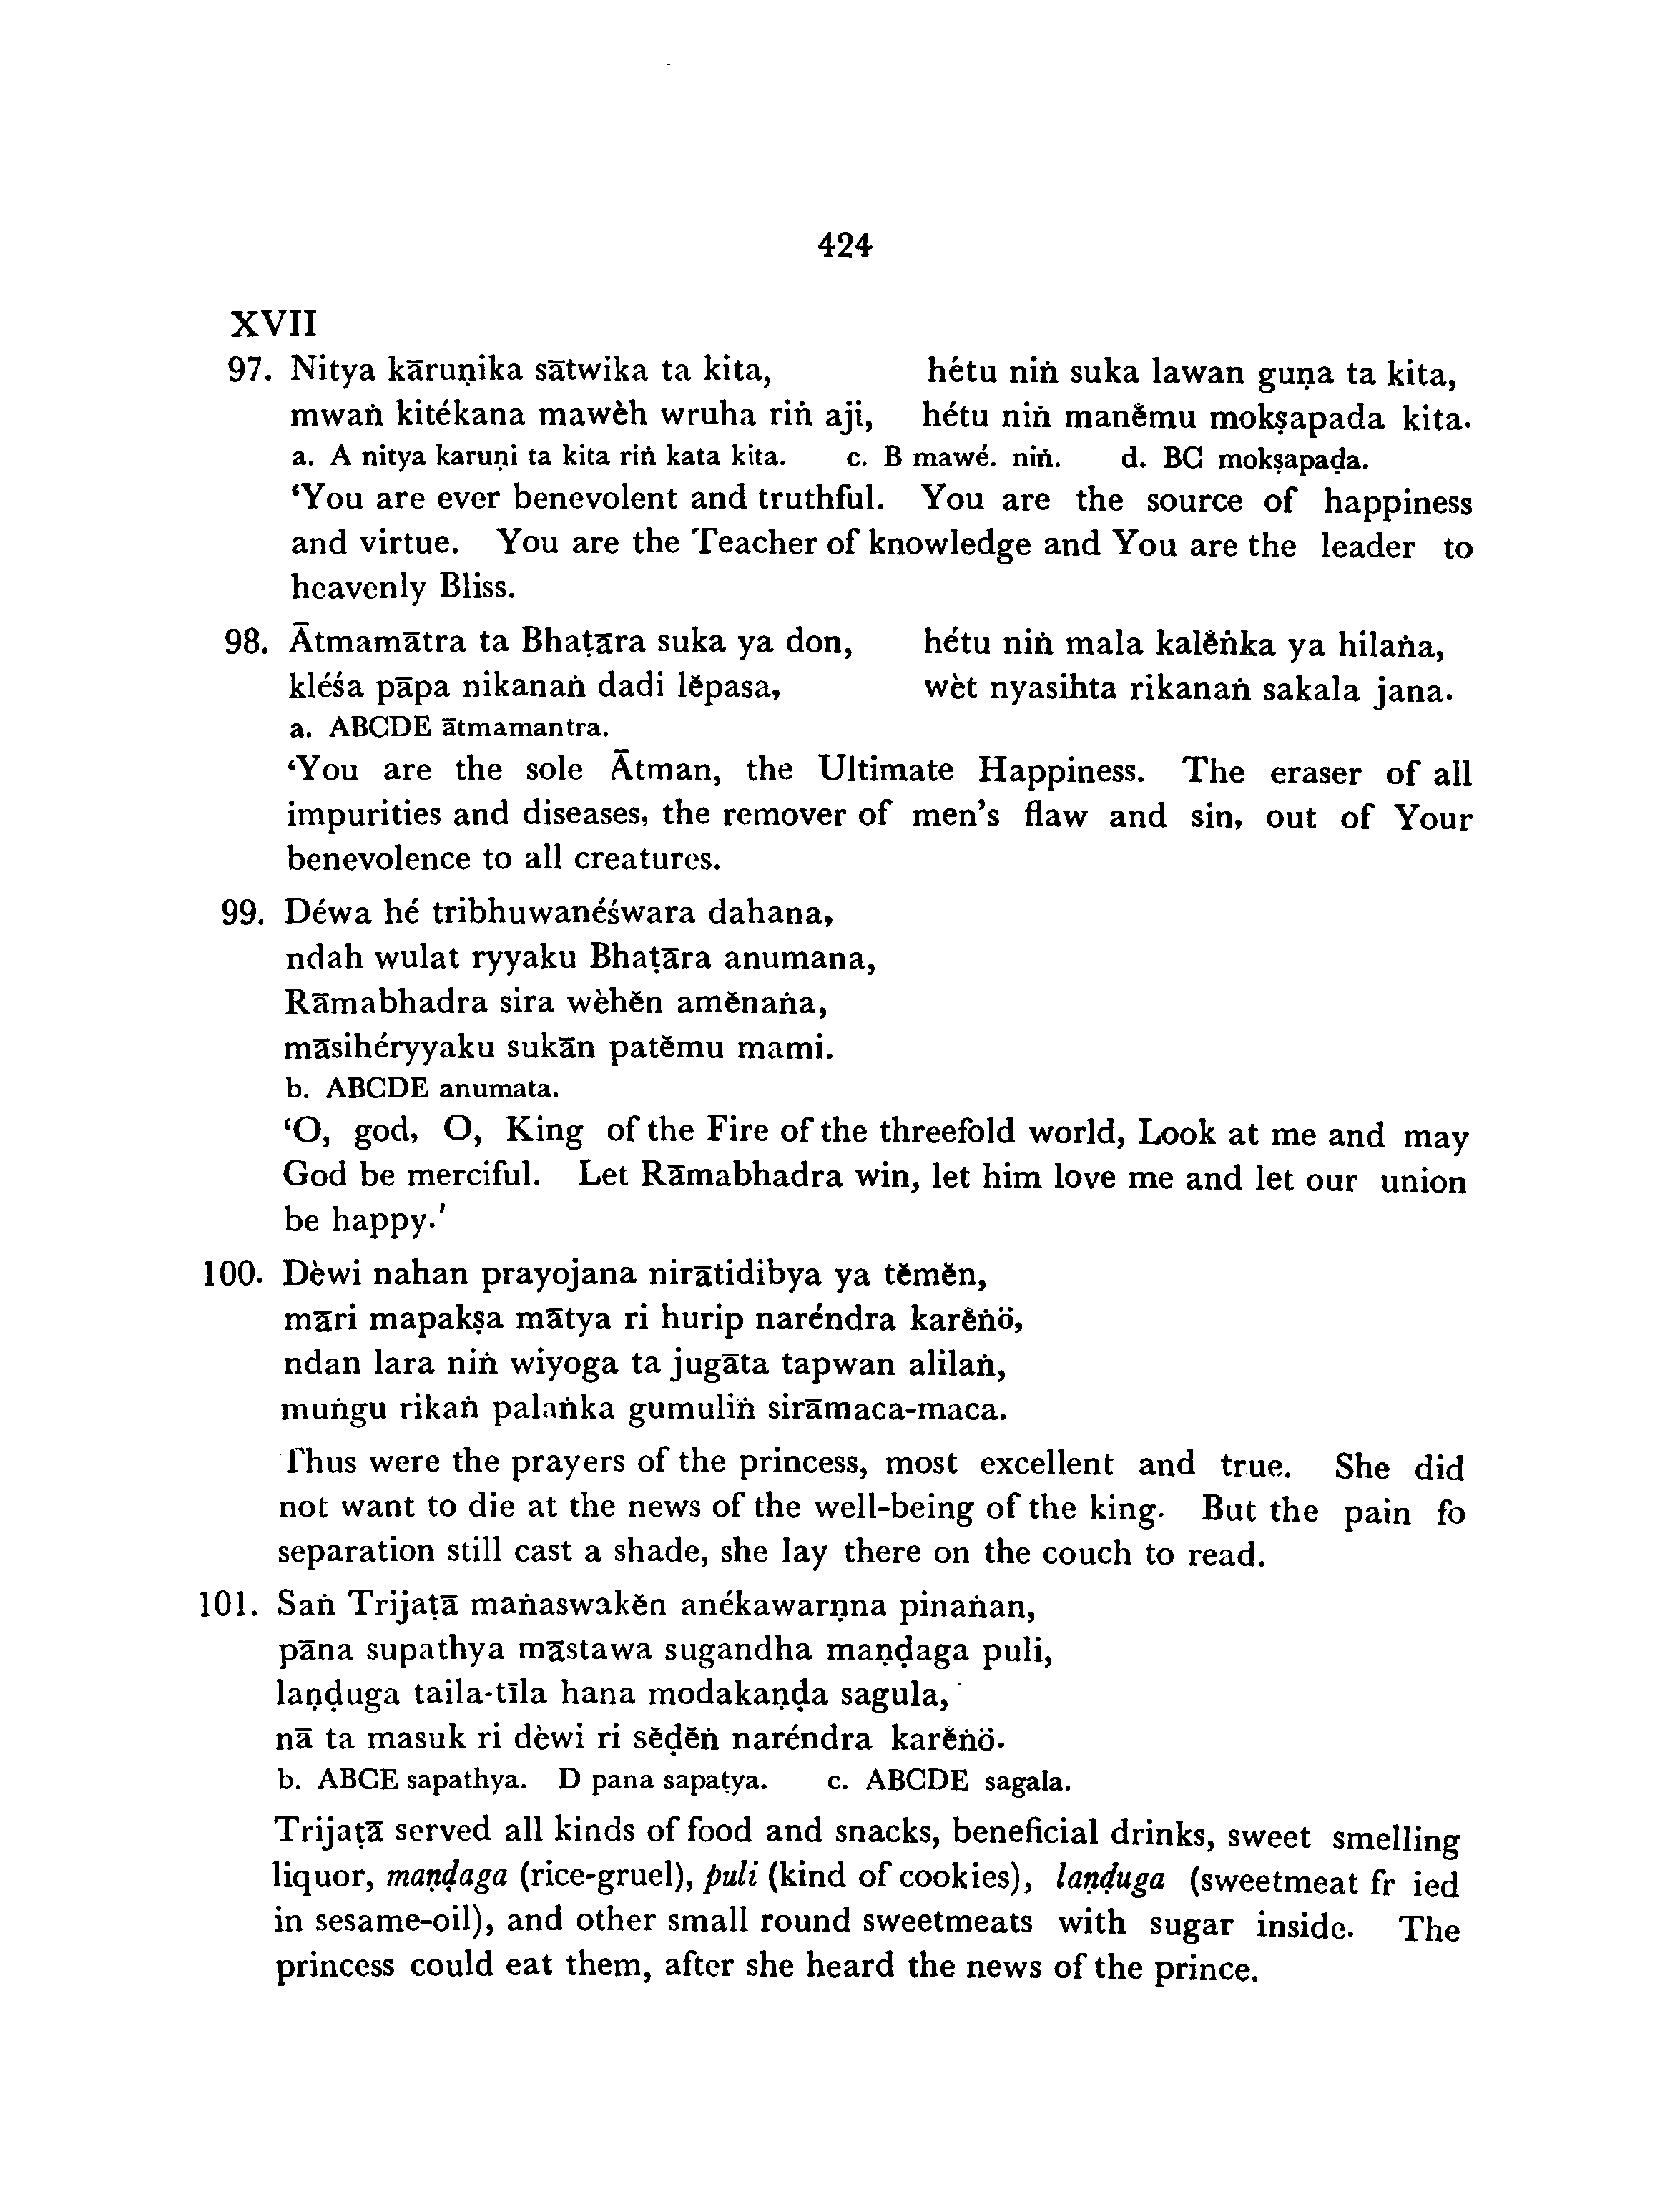 424
XVII
97. Nitya kāruṇika sātwika ta kita, hétu niṅ suka lawan guṇa ta kita,
mwaṅ kitékana mawèh wruha riṅ aji, hétu niṅ manĕmu mokṣapada kita.
a. A nitya karuṇi ta kita riṅ kata kita. c. B mawé. niṅ. d. BC mokṣapaḍa.
‘You are ever benevolent and truthful. You are the source of happiness
and virtue. You are the Teacher of knowledge and You are the leader to
heavenly Bliss.
98. Ātmamātra ta Bhaṭāra suka ya don, hétu niṅ mala kalĕṅka ya hilaṅa,
kléśa pāpa nikanaṅ dadi lĕpasa, wèt nyasihta rikanaṅ sakala jana.
a. ABCDE ātmamantra.
‘You are the sole Ātman, the Ultimate Happiness. The eraser of all
impurities and diseases, the remover of men’s flaw and sin, out of Your
benevolence to all creatures.
99. Déwa hé tribhuwanéśwara dahana,
ndah wulat ryyaku Bhaṭāra anumana,
Rāmabhadra sira wèhĕn amĕnaṅa,
māsihéryyaku sukān patĕmu mami.
b. ABCDE anumata.
‘O, god, O, King of the Fire of the threefold world, Look at me and may
God be merciful. Let Rāmabhadra win, let him love me and let our union
be happy.’
100. Dèwi nahan prayojana nirātidibya ya tĕmĕn,
māri mapakṣa mātya ri hurip naréndra karĕṅö,
ndan lara niṅ wiyoga ta jugāta tapwan alilaṅ,
muṅgu rikaṅ palaṅka gumuliṅ sirāmaca-maca.
Thus were the prayers of the princess, most excellent and true. She did
not want to die at the news of the well-being of the king. But the pain fo
separation still cast a shade, she lay there on the couch to read.
101. Saṅ Trijaṭā maṅaswakĕn anékawarṇna pinaṅan,
pāna supathya māstawa sugandha maṇḍaga puli,
laṇḍuga taila-tīla hana modakaṇḍa sagula,
nā ta masuk ri dèwi ri sĕḍĕṅ naréndra karĕṅö.
b. ABCE sapathya. D pana sapaṭya. c. ABCDE sagala.
Trijaṭā served all kinds of food and snacks, beneficial drinks, sweet smelling
liquor, maṇḍaga (rice-gruel), puli (kind of cookies), laṇḍuga (sweetmeat fr ied
in sesame-oil), and other small round sweetmeats with sugar inside. The
princess could eat them, after she heard the news of the prince.